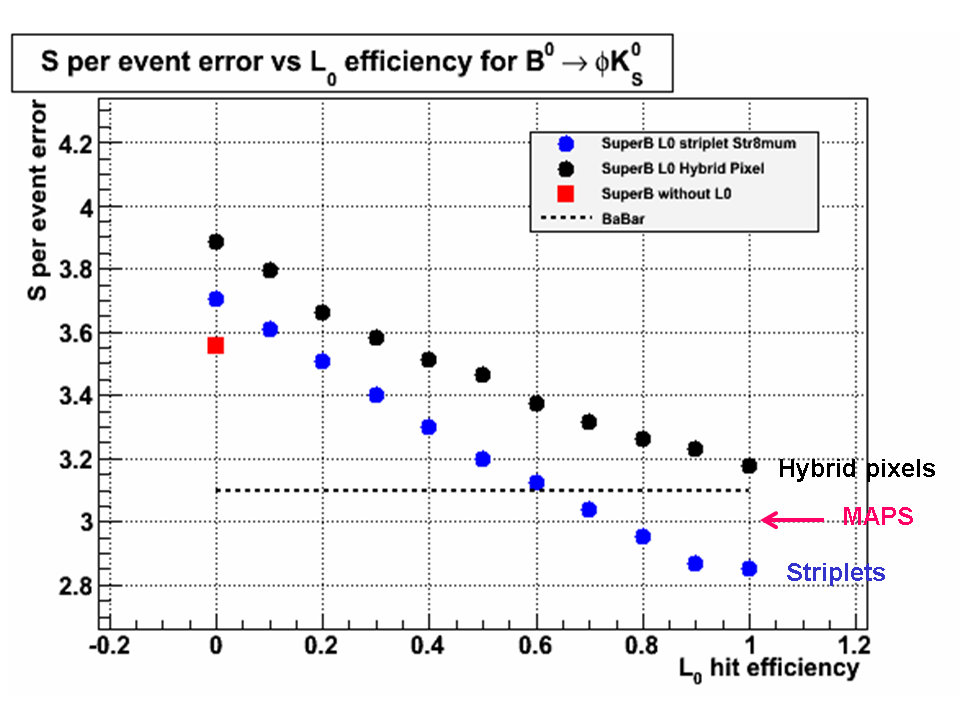 S per event error vs L0 efficiency for B0 → ϕK0S
S per event error
4.2
4
3.8
3.6
3.4
3.2
3
2.8
SuperB L0 striplet Str8mum
SuperB L0 Hybrid Pixel
SuperB without L0
BaBar
Hybrid pixels
MAPS
Striplets
-0.2 0 0.2 0.4 0.6 0.8 1 1.2
L0 hit efficiency